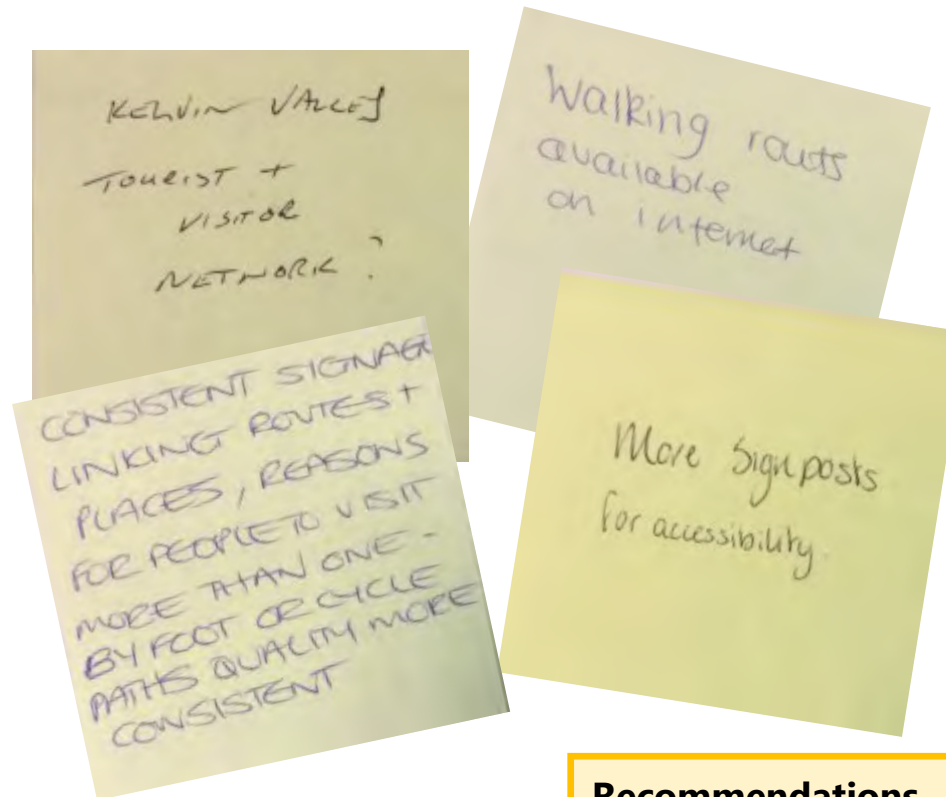 KELVIN VALLEY
TOURIST +
VISITOR
NETWORK ?
Walking routs
available
on internet
CONSISTENT SIGNAGE
LINKING ROUTES +
PLACES, REASONS
FOR PEOPLE TO VISIT
MORE THAN ONE -
BY FOOT OR CYCLE
PATHS QUALITY MORE
CONSISTENT
More Signposts
for accessibility.
Recommendations